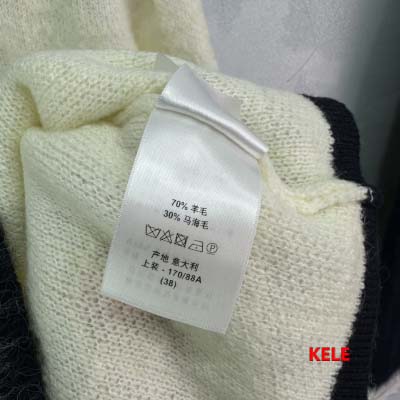 70% 羊毛
30% 马海毛
产地 意大利
上装 - 170/88A
(38)
KELE